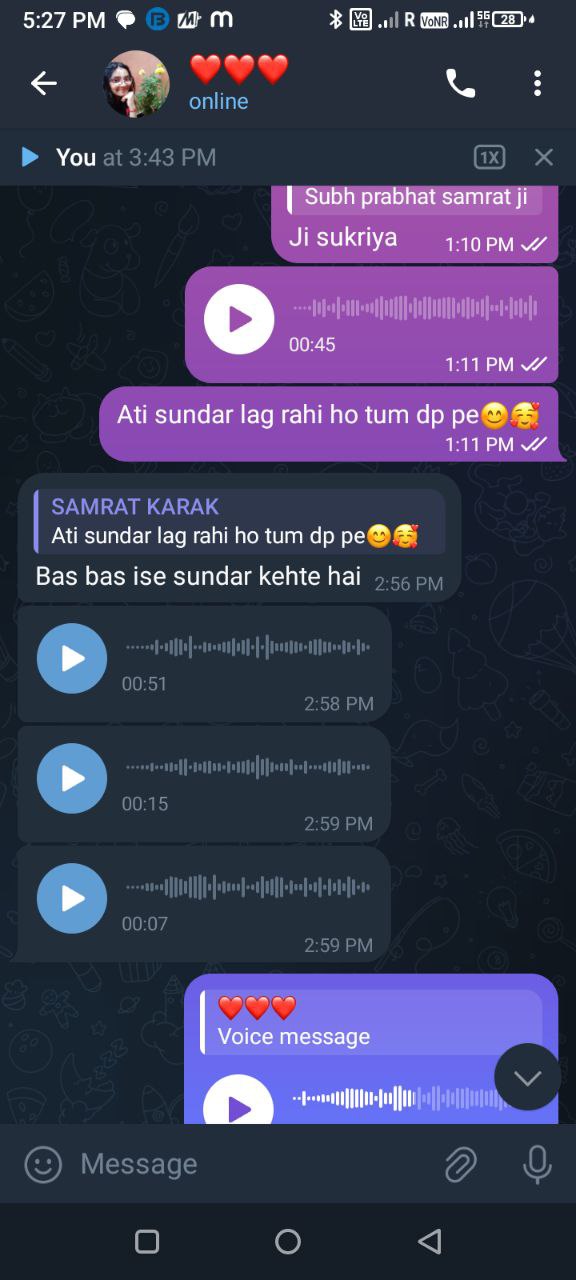 5:27 PM
R VoNR 5G 28
❤️❤️❤️
online
You at 3:43 PM
1X
Subh prabhat samrat ji
Ji sukriya
1:10 PM
00:45
1:11 PM
Ati sundar lag rahi ho tum dp pe😊🥰
1:11 PM
SAMRAT KARAK
Ati sundar lag rahi ho tum dp pe😊🥰
Bas bas ise sundar kehte hai
2:56 PM
00:51
2:58 PM
00:15
2:59 PM
00:07
2:59 PM
❤️❤️❤️
Voice message
Message